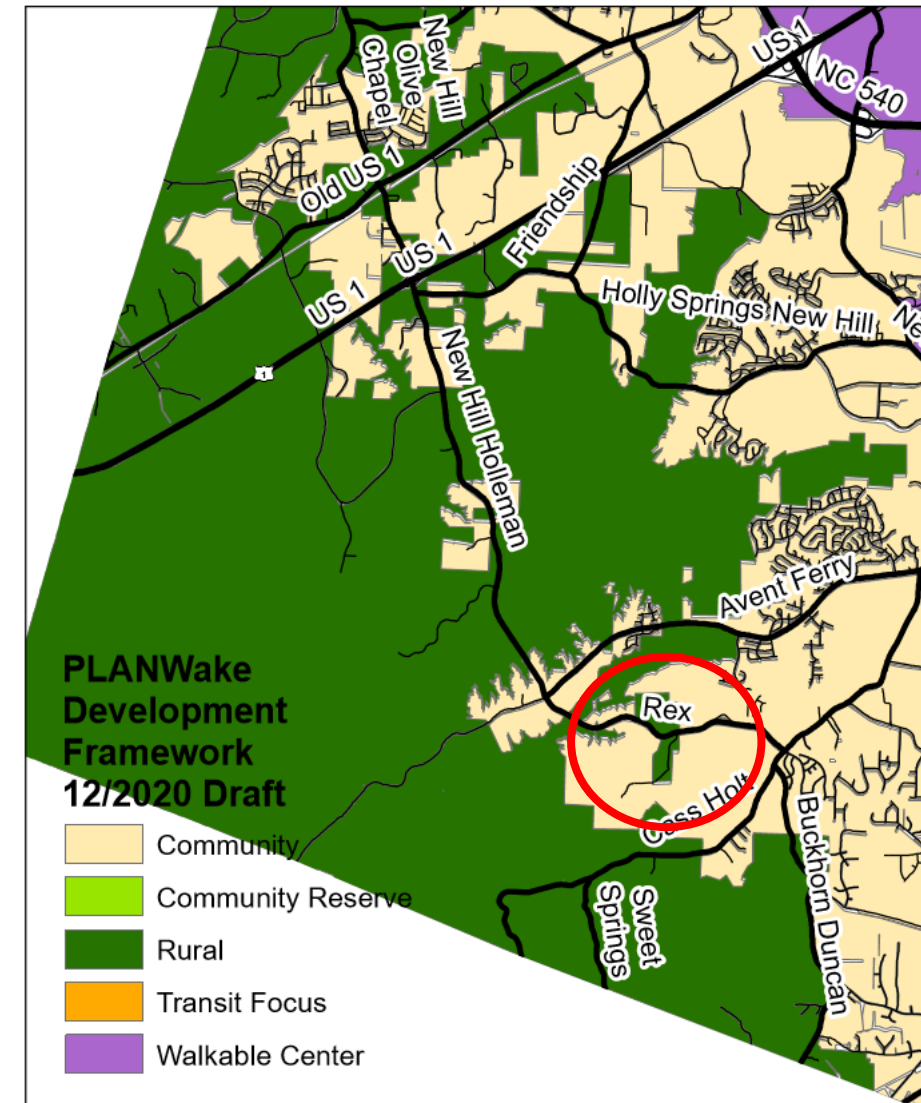 New Hill
Olive
Chapel
US 1
NC 540
Old US 1
Friendship
US 1
US 1
1
Holly Springs New Hill
Ne
New Hill Holleman
Avent Ferry
Rex
Cass Holt
Buckhorn Duncan
Sweet
Springs
PLANWake
Development
Framework
12/2020 Draft
Community
Community Reserve
Rural
Transit Focus
Walkable Center